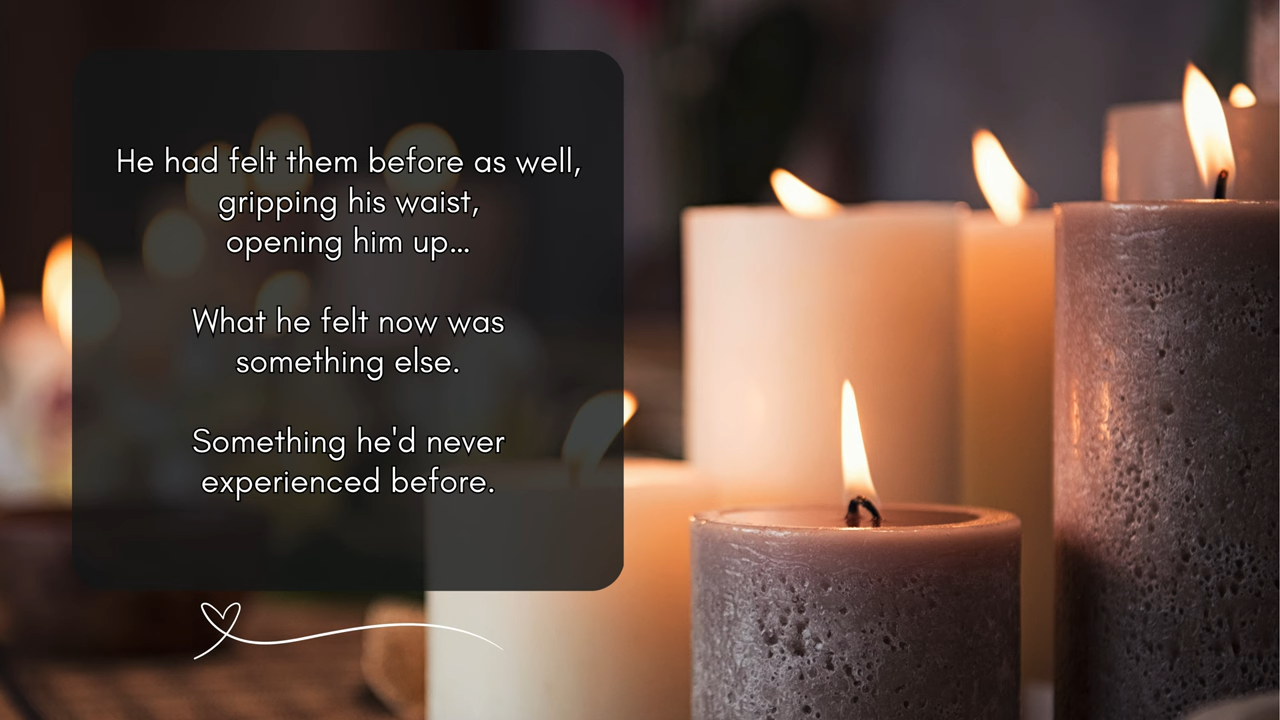 He had felt them before as well,
gripping his waist,
opening him up...
What he felt now was
something else.
Something he'd never
experienced before.